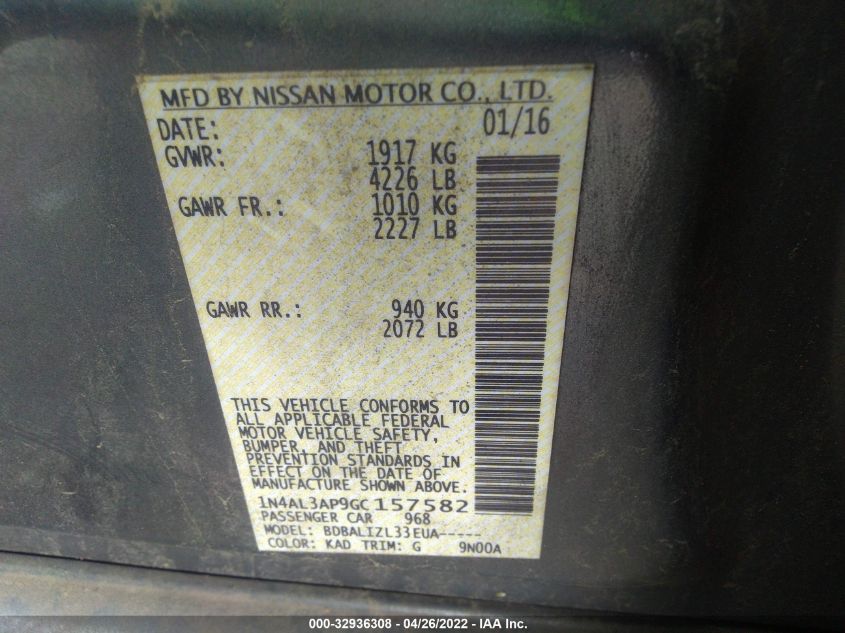 MFD BY NISSAN MOTOR CO., LTD.
DATE: 01/16
GVWR: 1917 KG
4226 LB
GAWR FR.: 1010 KG
2227 LB
GAWR RR.: 940 KG
2072 LB
THIS VEHICLE CONFORMS TO
ALL APPLICABLE FEDERAL
MOTOR VEHICLE SAFETY,
BUMPER, AND THEFT
PREVENTION STANDARDS IN
EFFECT ON THE DATE OF
MANUFACTURE SHOWN ABOVE.
1N4AL3AP9GC157582
PASSENGER CAR 968
MODEL: BDBALIZL33EUA-----
COLOR: KAD TRIM: G 9N00A
000-32936308 - 04/26/2022 - IAA Inc.